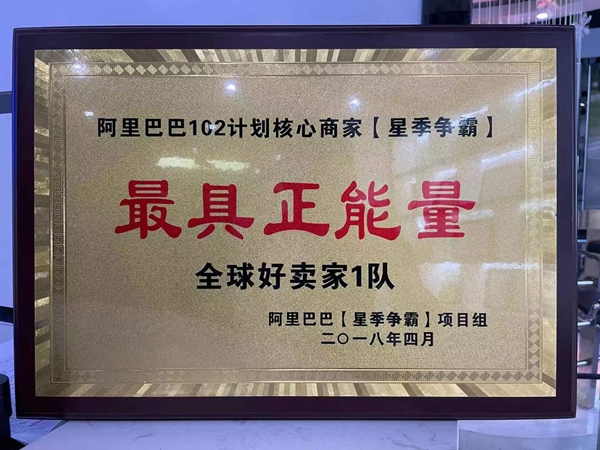 阿里巴巴102计划核心商家【星季争霸】
最具正能量
全球好卖家1队
阿里巴巴【星季争霸】项目组
二〇一八年四月